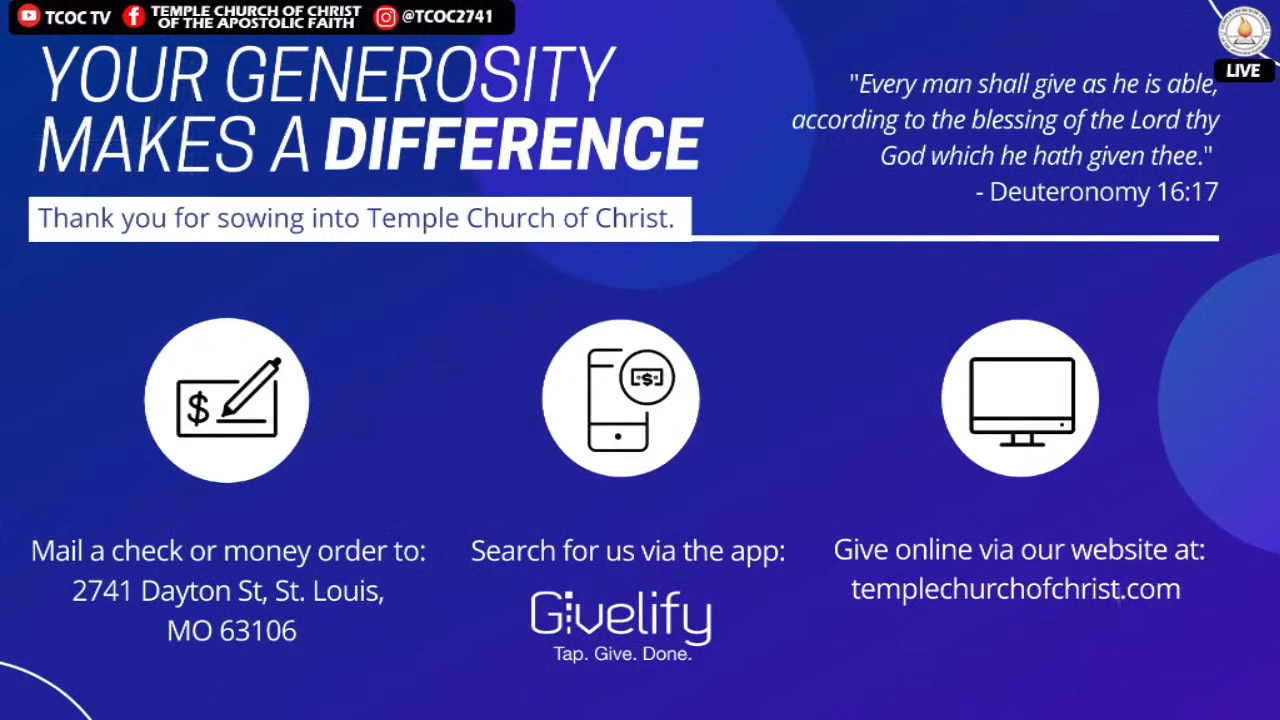 TCOC TV
TEMPLE CHURCH OF CHRIST
OF THE APOSTOLIC FAITH
@TCOC2741
LIVE
YOUR GENEROSITY
MAKES A DIFFERENCE
"Every man shall give as he is able,
according to the blessing of the Lord thy
God which he hath given thee."
- Deuteronomy 16:17
Thank you for sowing into Temple Church of Christ.
$
$
Mail a check or money order to:
2741 Dayton St, St. Louis,
MO 63106
Search for us via the app:
Givelify
Tap. Give. Done.
Give online via our website at:
templechurchofchrist.com